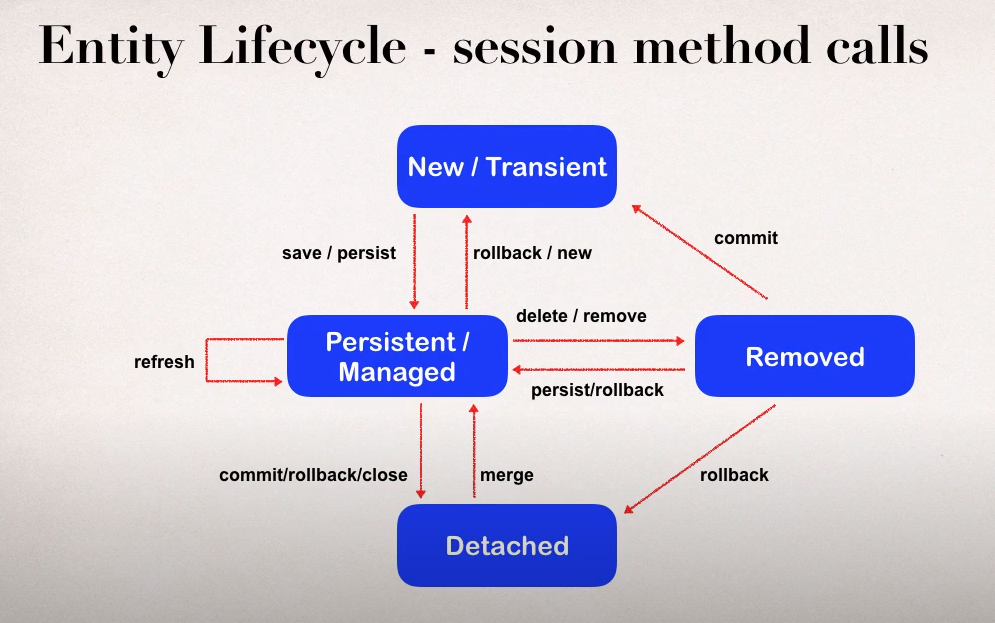 Entity Lifecycle - session method calls
New / Transient
save / persist
rollback / new
commit
delete / remove
Persistent /
Managed
Removed
refresh
persist/rollback
commit/rollback/close
merge
rollback
Detached